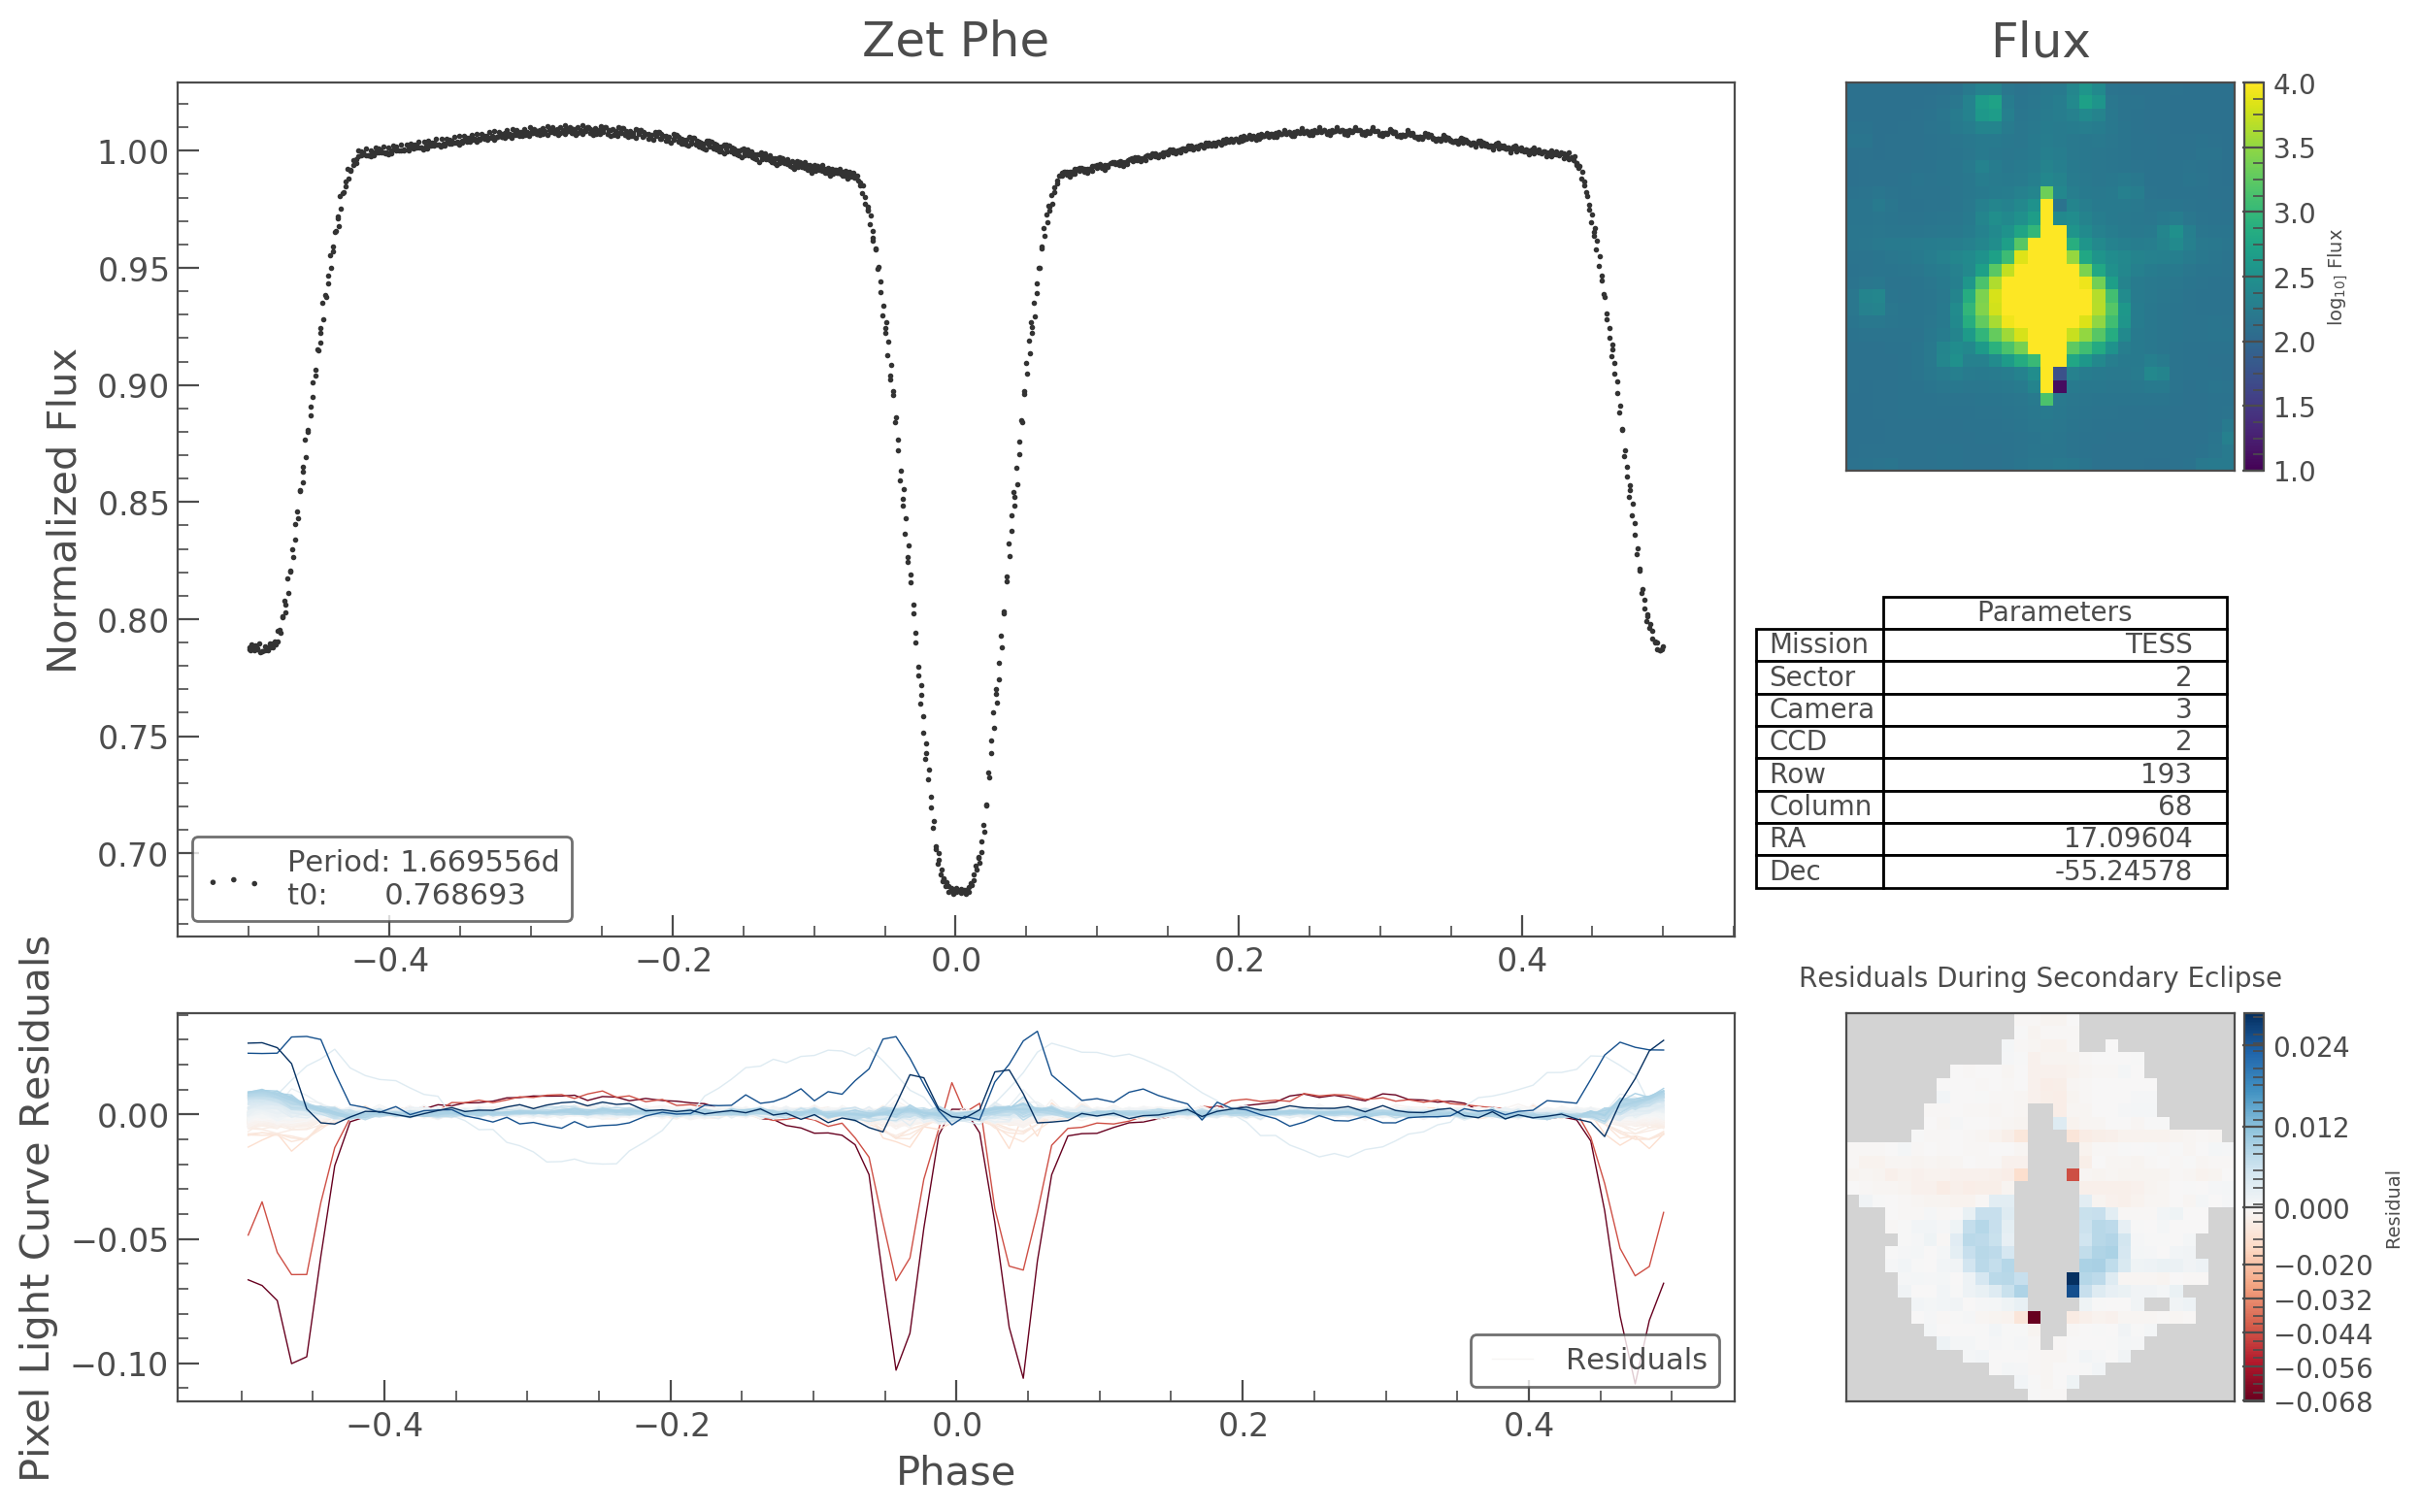 Zet Phe
Normalized Flux
1.00
0.95
0.90
0.85
0.80
0.75
0.70
Period: 1.669556d
t0: 0.768693
−0.4 −0.2 0.0 0.2 0.4
Flux
4.0
3.5
3.0
2.5
2.0
1.5
1.0
log10] Flux
Parameters
Mission TESS
Sector 2
Camera 3
CCD 2
Row 193
Column 68
RA 17.09604
Dec -55.24578
Pixel Light Curve Residuals
0.00
−0.05
−0.10
Residuals
−0.4 −0.2 0.0 0.2 0.4
Phase
Residuals During Secondary Eclipse
0.024
0.012
0.000
−0.020
−0.032
−0.044
−0.056
−0.068
Residual